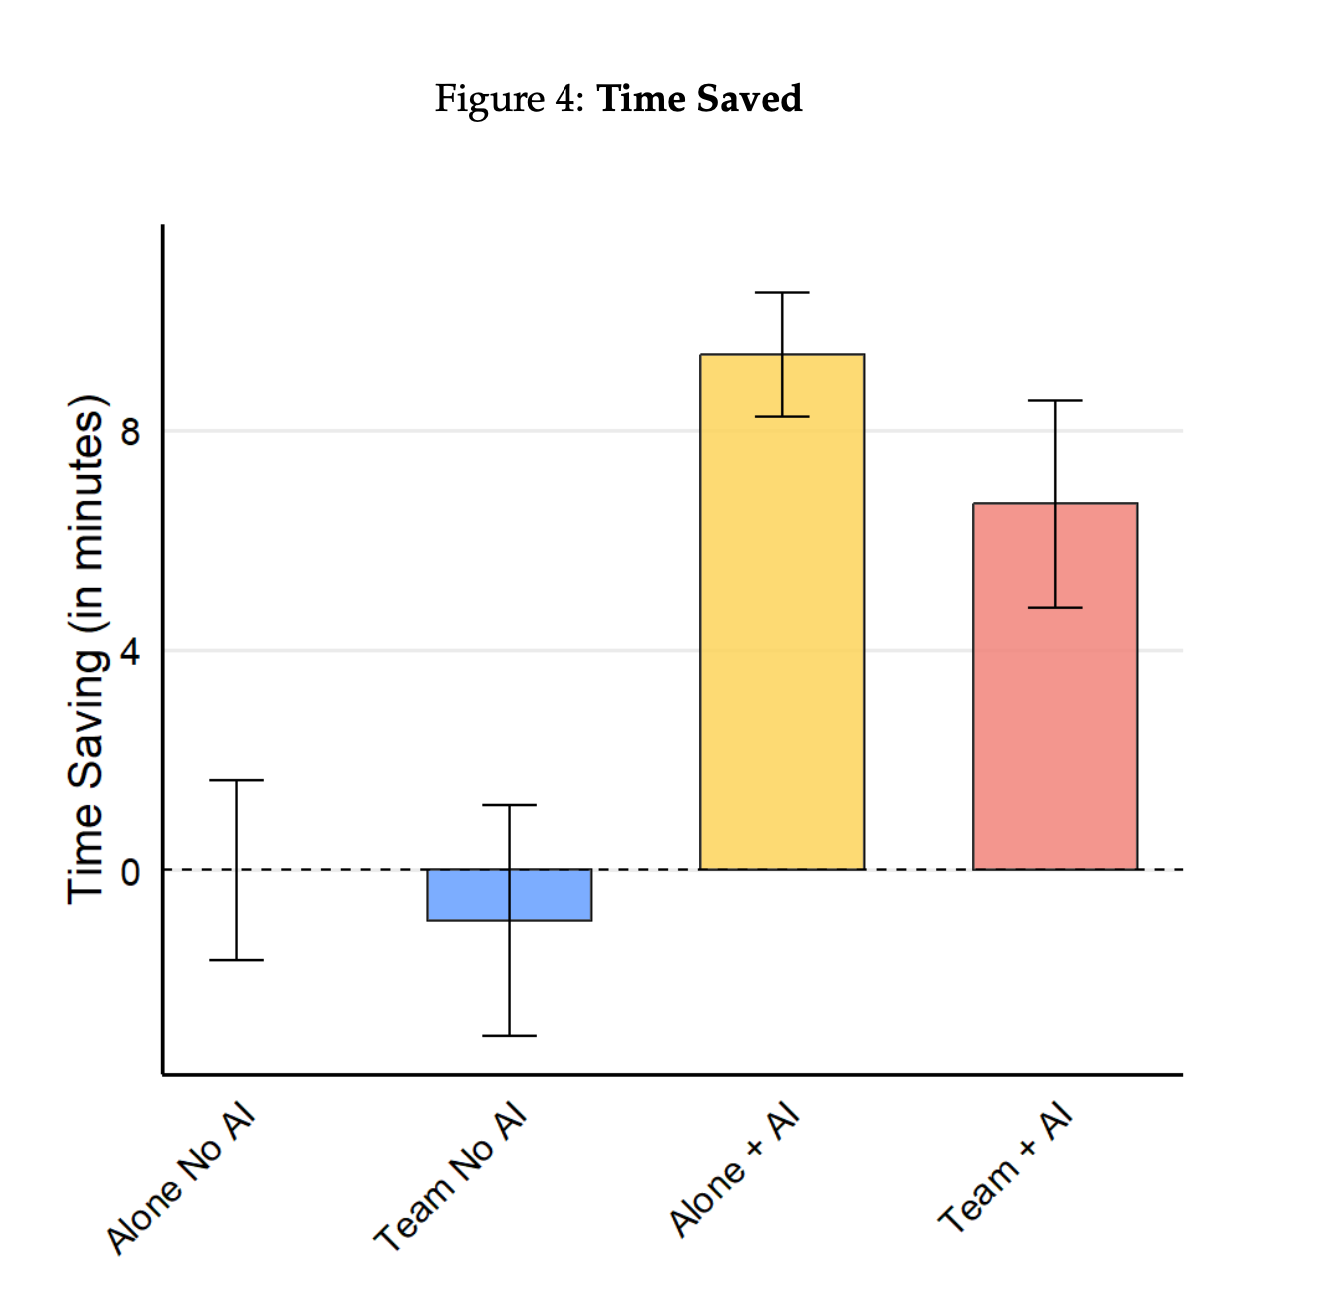 Figure 4: Time Saved
Time Saving (in minutes)
8
4
0
Alone No AI
Team No AI
Alone + AI
Team + AI